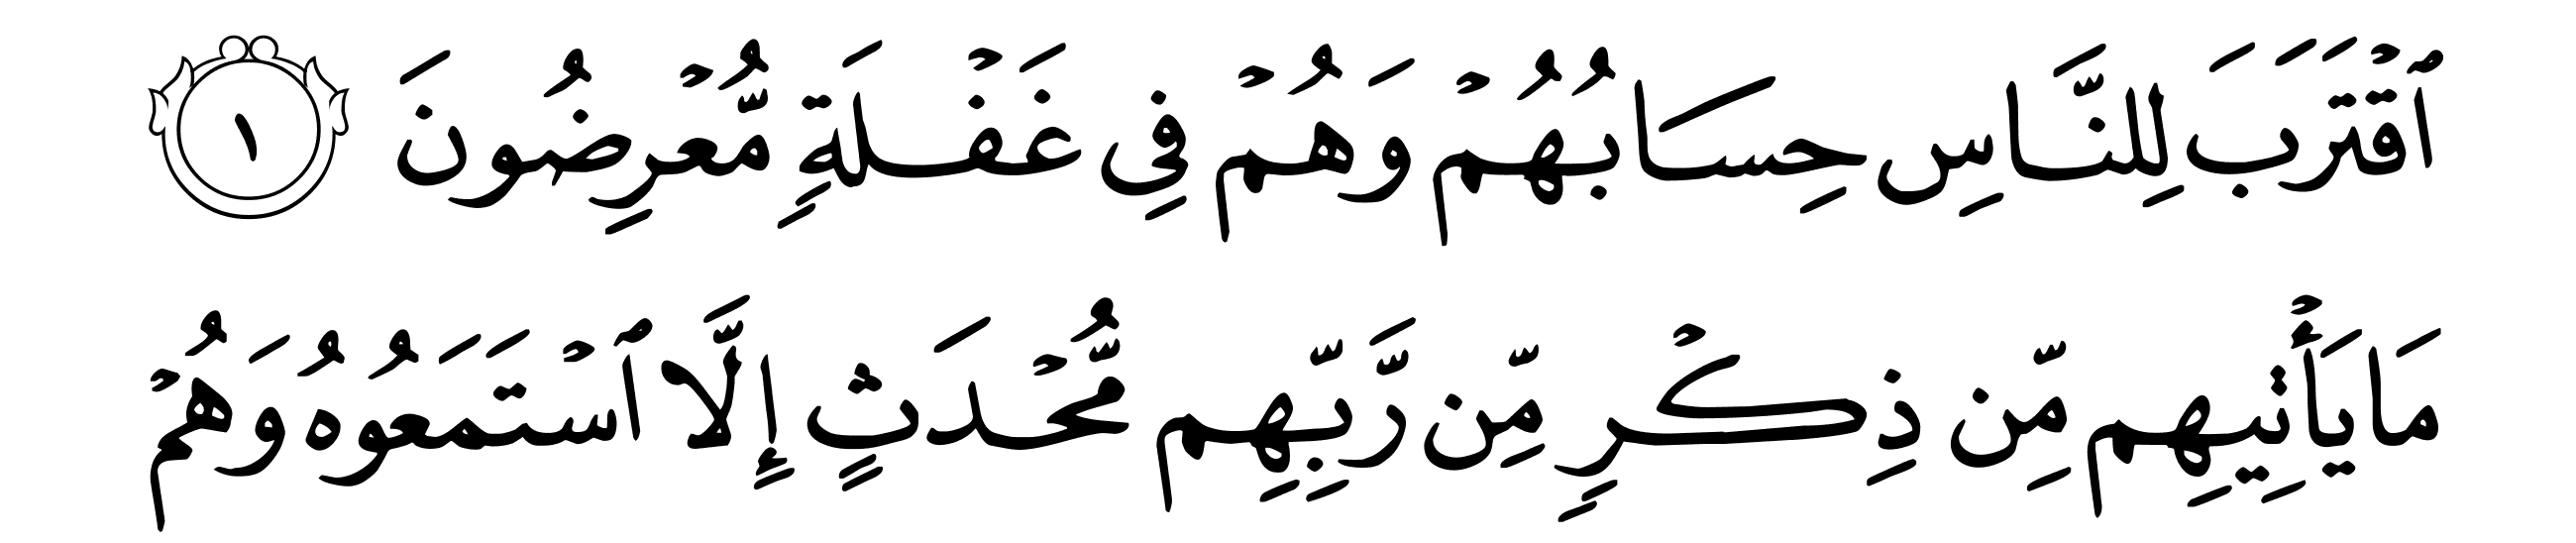 ٱقۡتَرَبَ لِلنَّاسِ حِسَابُهُمۡ وَهُمۡ فِي غَفۡلَةٖ مُّعۡرِضُونَ ١
مَا يَأۡتِيهِم مِّن ذِكۡرٖ مِّن رَّبِّهِم مُّحۡدَثٍ إِلَّا ٱسۡتَمَعُوهُ وَهُمۡ